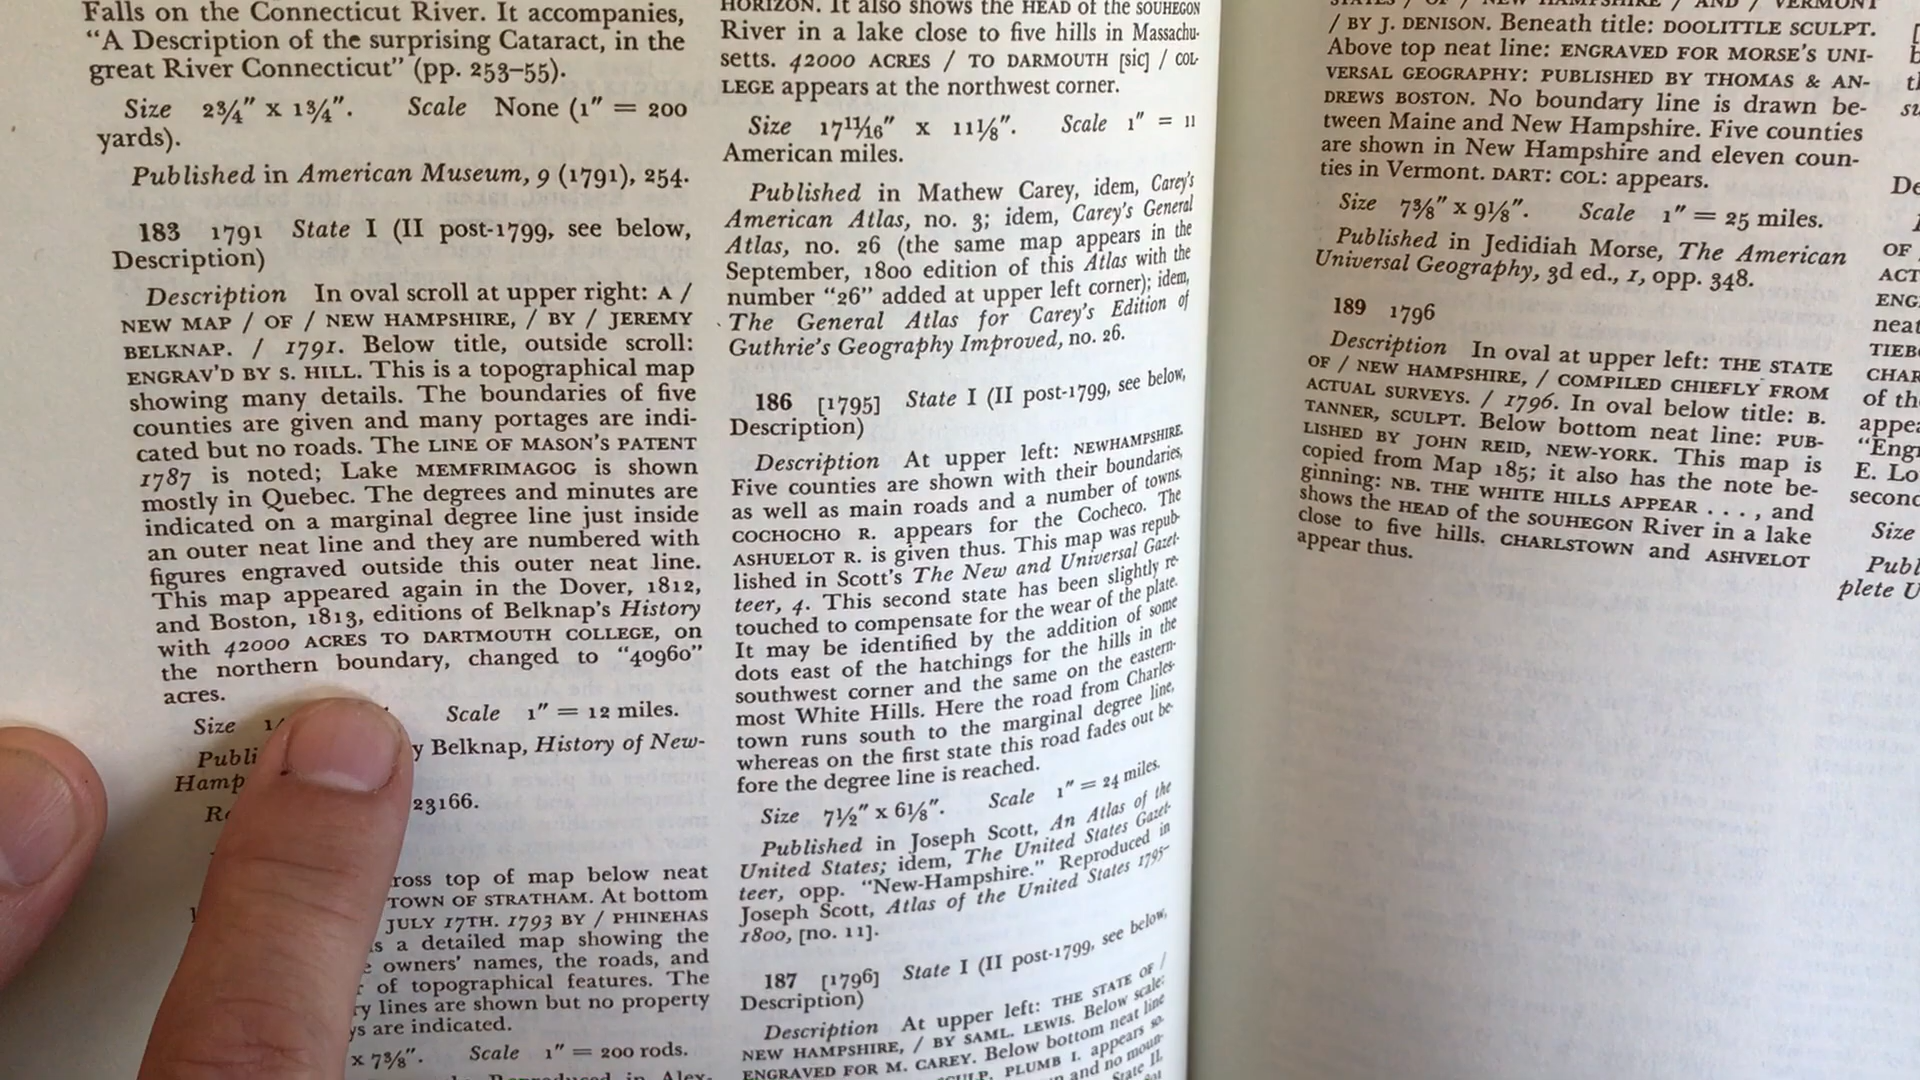 Falls on the Connecticut River. It accompanies,
“A Description of the surprising Cataract, in the
great River Connecticut” (pp. 253–55).
Size 2¾″ x 1¾″. Scale None (1″ = 200
yards).
Published in American Museum, 9 (1791), 254.
183 1791 State I (II post-1799, see below,
Description)
Description In oval scroll at upper right: A /
NEW MAP / OF / NEW HAMPSHIRE, / BY / JEREMY
BELKNAP. / 1791. Below title, outside scroll:
ENGRAV'D BY S. HILL. This is a topographical map
showing many details. The boundaries of five
counties are given and many portages are indi-
cated but no roads. The LINE OF MASON'S PATENT
1787 is noted; Lake MEMFRIMAGOG is shown
mostly in Quebec. The degrees and minutes are
indicated on a marginal degree line just inside
an outer neat line and they are numbered with
figures engraved outside this outer neat line.
This map appeared again in the Dover, 1812,
and Boston, 1813, editions of Belknap's History
with 42000 ACRES TO DARTMOUTH COLLEGE, on
the northern boundary, changed to “40960”
acres.
Size Scale 1″ = 12 miles.
Publi y Belknap, History of New-
Hamp
23166.
ross top of map below neat
TOWN OF STRATHAM. At bottom
JULY 17TH. 1793 BY / PHINEHAS
s a detailed map showing the
owners' names, the roads, and
of topographical features. The
ry lines are shown but no property
ys are indicated.
x 7⅜″. Scale 1″ = 200 rods.
HORIZON. It also shows the HEAD of the SOUHEGON
River in a lake close to five hills in Massachu-
setts. 42000 ACRES / TO DARMOUTH [sic] / COL-
LEGE appears at the northwest corner.
Size 17 11/16″ x 11⅛″. Scale 1″ = 11
American miles.
Published in Mathew Carey, idem, Carey's
American Atlas, no. 3; idem, Carey's General
Atlas, no. 26 (the same map appears in the
September, 1800 edition of this Atlas with the
number “26” added at upper left corner); idem,
The General Atlas for Carey's Edition of
Guthrie's Geography Improved, no. 26.
186 [1795] State I (II post-1799, see below,
Description)
Description At upper left: NEWHAMPSHIRE.
Five counties are shown with their boundaries,
as well as main roads and a number of towns.
COCHOCHO R. appears for the Cocheco. The
ASHUELOT R. is given thus. This map was repub-
lished in Scott's The New and Universal Gazet-
teer, 4. This second state has been slightly re-
touched to compensate for the wear of the plate.
It may be identified by the addition of some
dots east of the hatchings for the hills in the
southwest corner and the same on the eastern-
most White Hills. Here the road from Charles-
town runs south to the marginal degree line,
whereas on the first state this road fades out be-
fore the degree line is reached.
Size 7½″ x 6⅛″. Scale 1″ = 24 miles.
Published in Joseph Scott, An Atlas of the
United States; idem, The United States Gazet-
teer, opp. “New-Hampshire.” Reproduced in
Joseph Scott, Atlas of the United States 1795–
1800, [no. 11].
187 [1796] State I (II post-1799, see below,
Description)
Description At upper left: THE STATE OF /
NEW HAMPSHIRE, / BY SAML. LEWIS. Below scale:
ENGRAVED FOR M. CAREY. Below bottom neat line
PLUMB I. appears so.
and no moun-
State II,
/ BY J. DENISON. Beneath title: DOOLITTLE SCULPT.
Above top neat line: ENGRAVED FOR MORSE'S UNI-
VERSAL GEOGRAPHY: PUBLISHED BY THOMAS & AN-
DREWS BOSTON. No boundary line is drawn be-
tween Maine and New Hampshire. Five counties
are shown in New Hampshire and eleven coun-
ties in Vermont. DART: COL: appears.
Size 7⅜″ x 9⅛″. Scale 1″ = 25 miles.
Published in Jedidiah Morse, The American
Universal Geography, 3d ed., 1, opp. 348.
189 1796
Description In oval at upper left: THE STATE
OF / NEW HAMPSHIRE, / COMPILED CHIEFLY FROM
ACTUAL SURVEYS. / 1796. In oval below title: B.
TANNER, SCULPT. Below bottom neat line: PUB-
LISHED BY JOHN REID, NEW-YORK. This map is
copied from Map 185; it also has the note be-
ginning: NB. THE WHITE HILLS APPEAR . . . , and
shows the HEAD of the SOUHEGON River in a lake
close to five hills. CHARLSTOWN and ASHVELOT
appear thus.
De
OF
ACT
ENG
neat
TIEB
CHAR
of th
appea
“Engr
E. Lo
second
Size
Publ
plete U